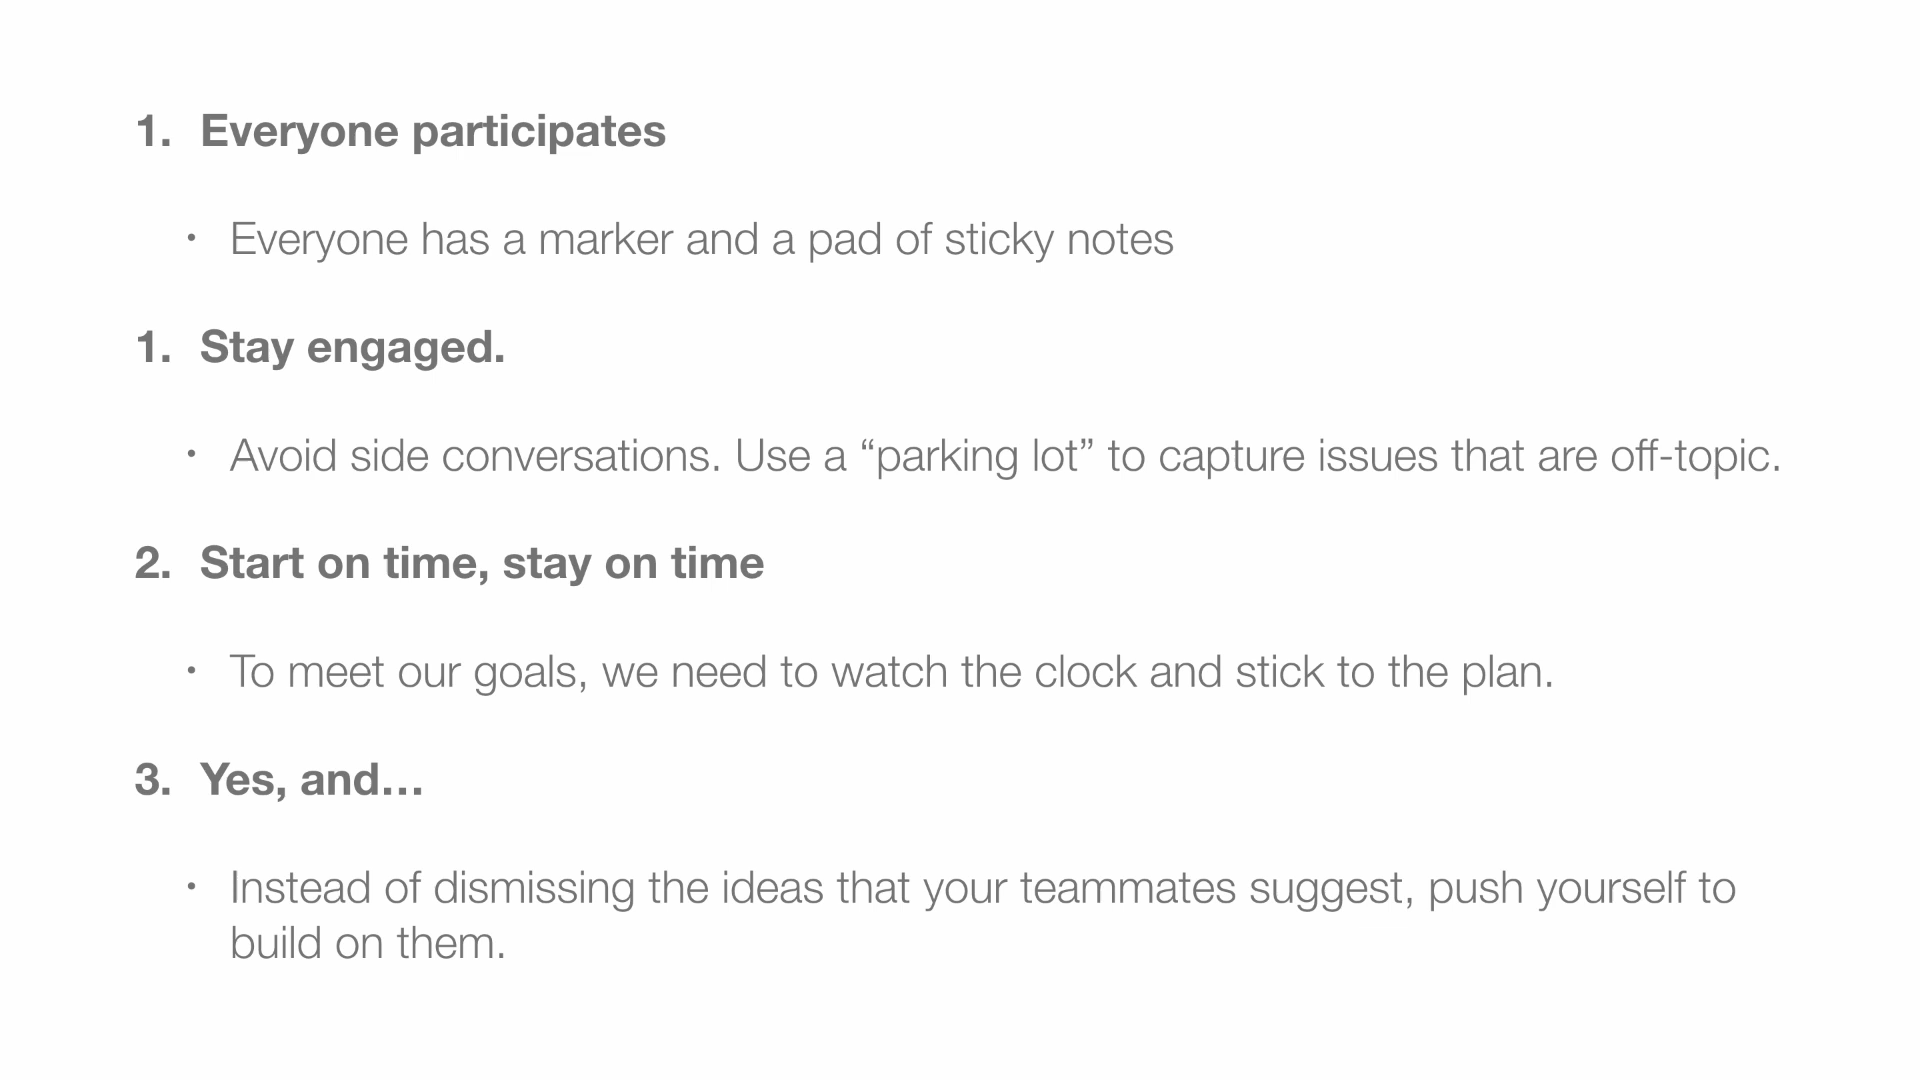 1. Everyone participates
• Everyone has a marker and a pad of sticky notes
1. Stay engaged.
• Avoid side conversations. Use a “parking lot” to capture issues that are off-topic.
2. Start on time, stay on time
• To meet our goals, we need to watch the clock and stick to the plan.
3. Yes, and…
• Instead of dismissing the ideas that your teammates suggest, push yourself to
build on them.